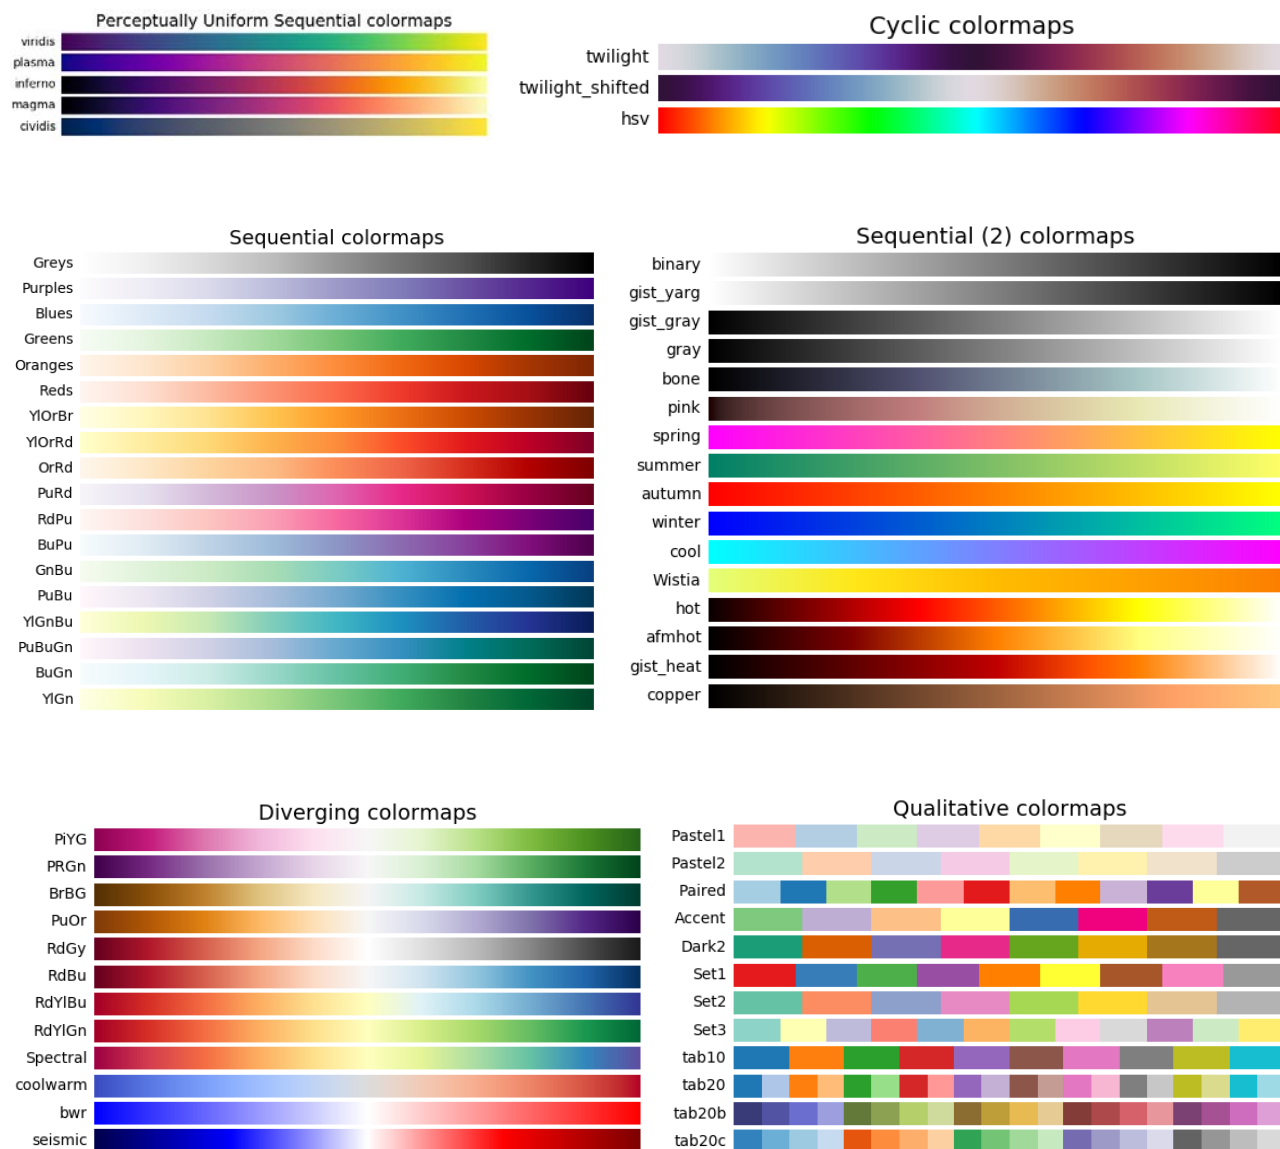 Perceptually Uniform Sequential colormaps
viridis
plasma
inferno
magma
cividis
Cyclic colormaps
twilight
twilight_shifted
hsv
Sequential colormaps
Greys
Purples
Blues
Greens
Oranges
Reds
YlOrBr
YlOrRd
OrRd
PuRd
RdPu
BuPu
GnBu
PuBu
YlGnBu
PuBuGn
BuGn
YlGn
Sequential (2) colormaps
binary
gist_yarg
gist_gray
gray
bone
pink
spring
summer
autumn
winter
cool
Wistia
hot
afmhot
gist_heat
copper
Diverging colormaps
PiYG
PRGn
BrBG
PuOr
RdGy
RdBu
RdYlBu
RdYlGn
Spectral
coolwarm
bwr
seismic
Qualitative colormaps
Pastel1
Pastel2
Paired
Accent
Dark2
Set1
Set2
Set3
tab10
tab20
tab20b
tab20c